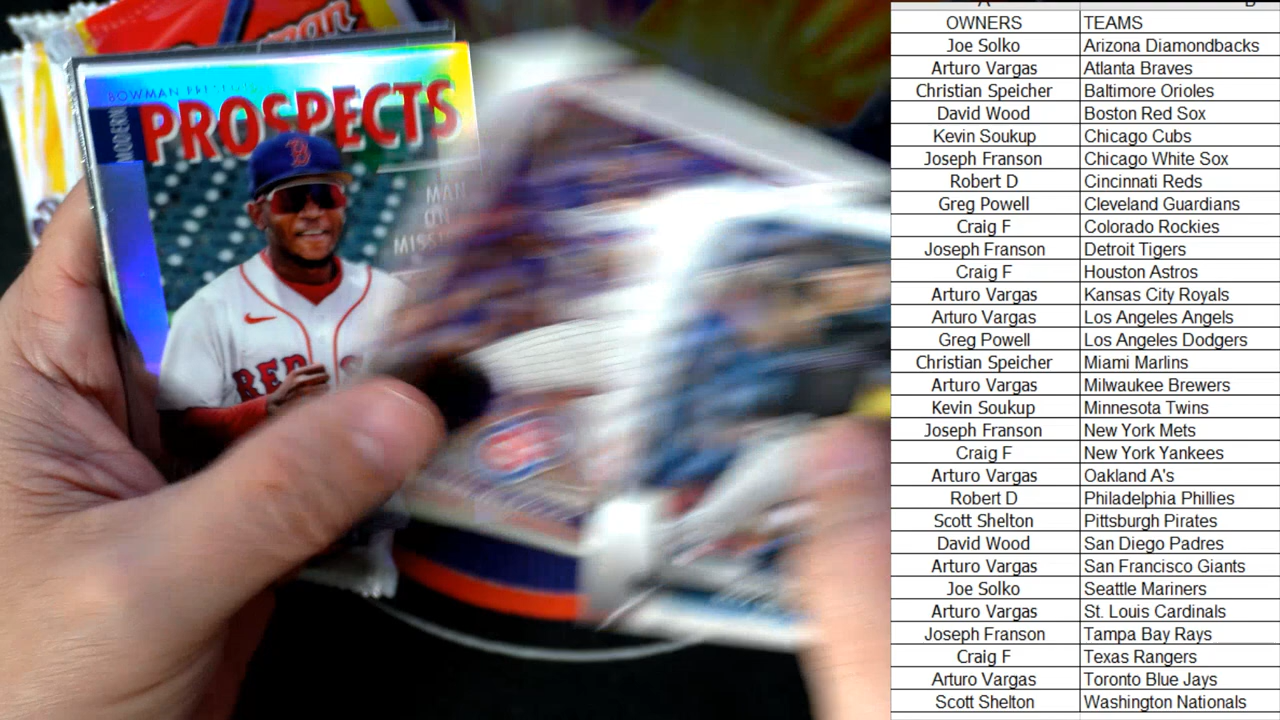 BOWMAN PRESENTS
MODERN
PROSPECTS
MAN
ON
MISS
RED
B
OWNERS TEAMS
Joe Solko Arizona Diamondbacks
Arturo Vargas Atlanta Braves
Christian Speicher Baltimore Orioles
David Wood Boston Red Sox
Kevin Soukup Chicago Cubs
Joseph Franson Chicago White Sox
Robert D Cincinnati Reds
Greg Powell Cleveland Guardians
Craig F Colorado Rockies
Joseph Franson Detroit Tigers
Craig F Houston Astros
Arturo Vargas Kansas City Royals
Arturo Vargas Los Angeles Angels
Greg Powell Los Angeles Dodgers
Christian Speicher Miami Marlins
Arturo Vargas Milwaukee Brewers
Kevin Soukup Minnesota Twins
Joseph Franson New York Mets
Craig F New York Yankees
Arturo Vargas Oakland A's
Robert D Philadelphia Phillies
Scott Shelton Pittsburgh Pirates
David Wood San Diego Padres
Arturo Vargas San Francisco Giants
Joe Solko Seattle Mariners
Arturo Vargas St. Louis Cardinals
Joseph Franson Tampa Bay Rays
Craig F Texas Rangers
Arturo Vargas Toronto Blue Jays
Scott Shelton Washington Nationals